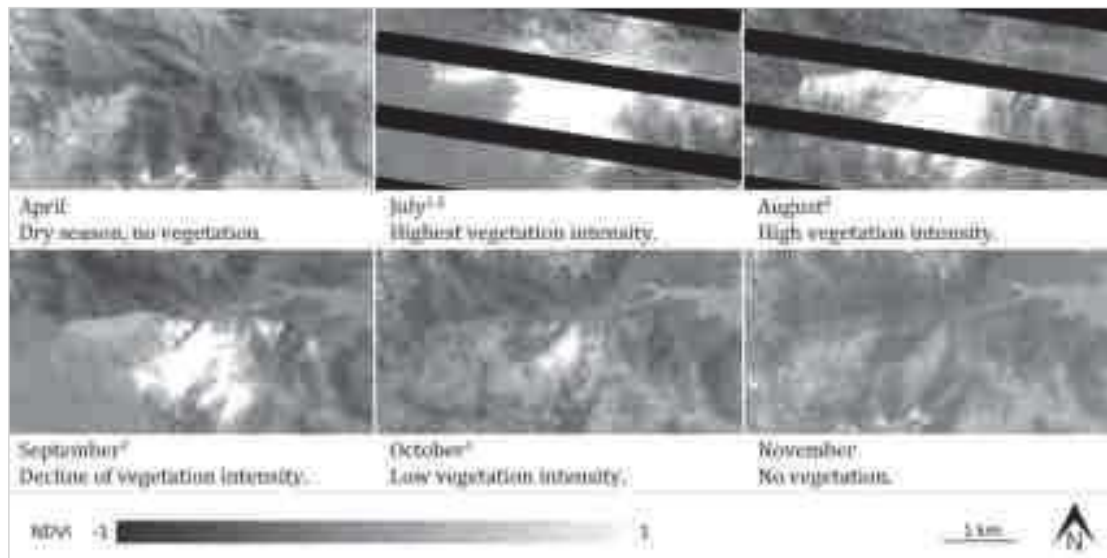 April
Dry season, no vegetation.
July
Highest vegetation intensity.
August
High vegetation intensity.
September
Decline of vegetation intensity.
October
Low vegetation intensity.
November
No vegetation.
NDVI -1 1
1 km
N